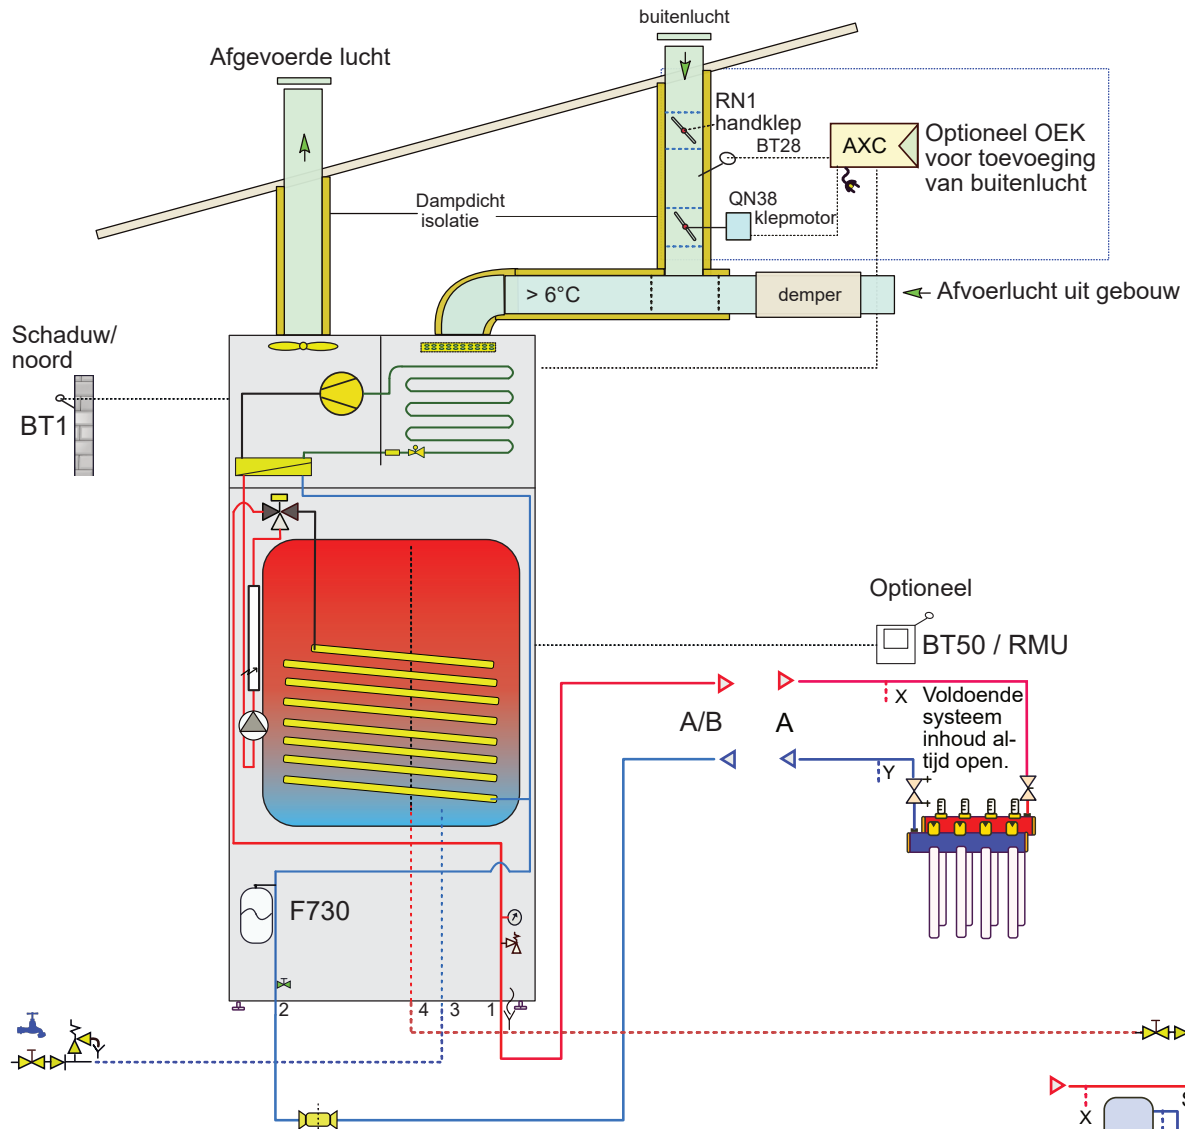 buitenlucht
Afgevoerde lucht
RN1
handklep
BT28
AXC
Optioneel OEK
voor toevoeging
van buitenlucht
Dampdicht
isolatie
QN38
klepmotor
> 6°C
demper
Afvoerlucht uit gebouw
Schaduw/
noord
BT1
Optioneel
BT50 / RMU
A/B
A
X
Voldoende
systeem
inhoud al-
tijd open.
Y
F730
2
4
3
1
X